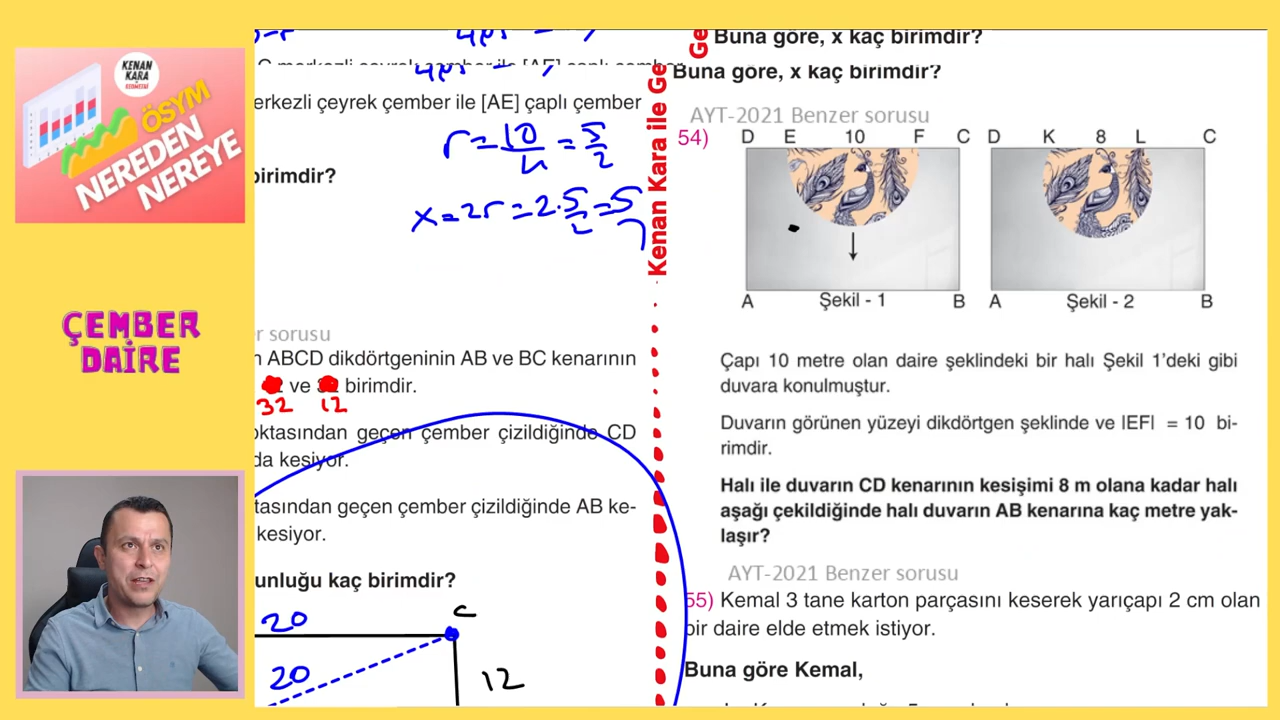 KENAN
KARA
GEOMETRİ
ÖSYM
NEREDEN
NEREYE
ÇEMBER
DAİRE
erkezli çeyrek çember ile [AE] çaplı çember
r = 10/4 = 5/2
birimdir?
x = 2r = 2.5/2 = 5
er sorusu
n ABCD dikdörtgeninin AB ve BC kenarının
ve birimdir.
32 12
oktasından geçen çember çizildiğinde CD
da kesiyor.
tasından geçen çember çizildiğinde AB ke-
kesiyor.
unluğu kaç birimdir?
20
C
20
12
Kenan Kara ile Ge
Ge
Buna göre, x kaç birimdir?
Buna göre, x kaç birimdir?
AYT-2021 Benzer sorusu
54)
D E 10 F C D K 8 L C
A Şekil - 1 B A Şekil - 2 B
Çapı 10 metre olan daire şeklindeki bir halı Şekil 1'deki gibi
duvara konulmuştur.
Duvarın görünen yüzeyi dikdörtgen şeklinde ve |EF| = 10 bi-
rimdir.
Halı ile duvarın CD kenarının kesişimi 8 m olana kadar halı
aşağı çekildiğinde halı duvarın AB kenarına kaç metre yak-
laşır?
AYT-2021 Benzer sorusu
55) Kemal 3 tane karton parçasını keserek yarıçapı 2 cm olan
bir daire elde etmek istiyor.
Buna göre Kemal,